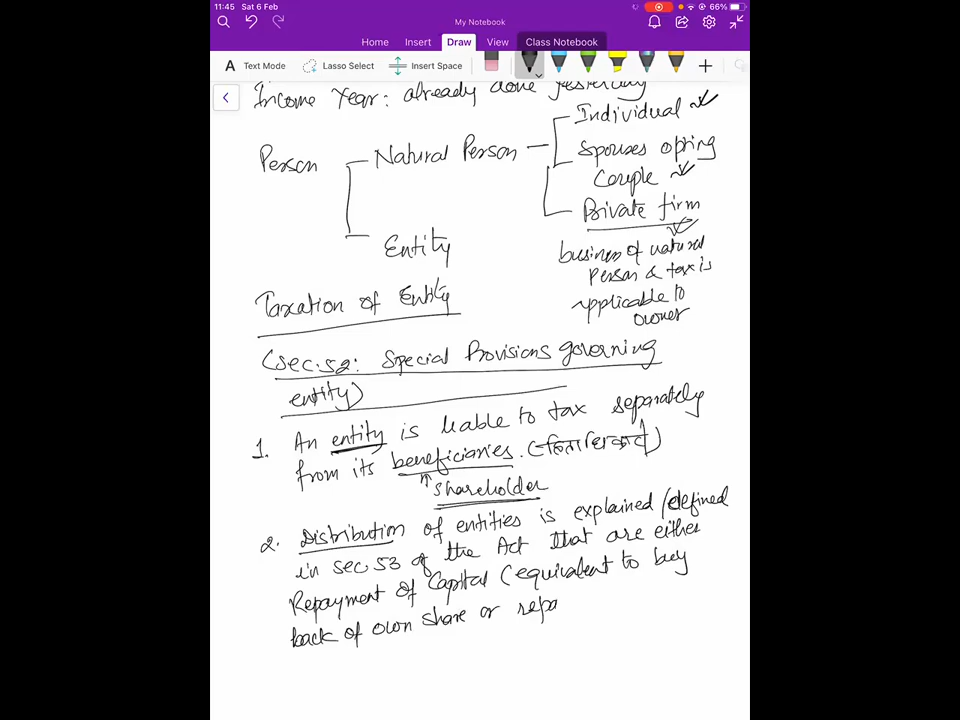 11:45 Sat 6 Feb
66%
My Notebook
Home Insert Draw View Class Notebook
A Text Mode Lasso Select Insert Space
Income Year: already done yesterday
Person
Natural Person
Individual
Spouses opting
Couple
Private firm
Entity
business of natural
Person & tax is
applicable to
owner
Taxation of Entity
(Sec.52: Special Provisions governing
entity)
1. An entity is liable to tax separately
from its beneficiaries.
Shareholder
2. Distribution of entities is explained/defined
in sec 53 of the Act that are either
Repayment of Capital (equivalent to buy
back of own share or repa